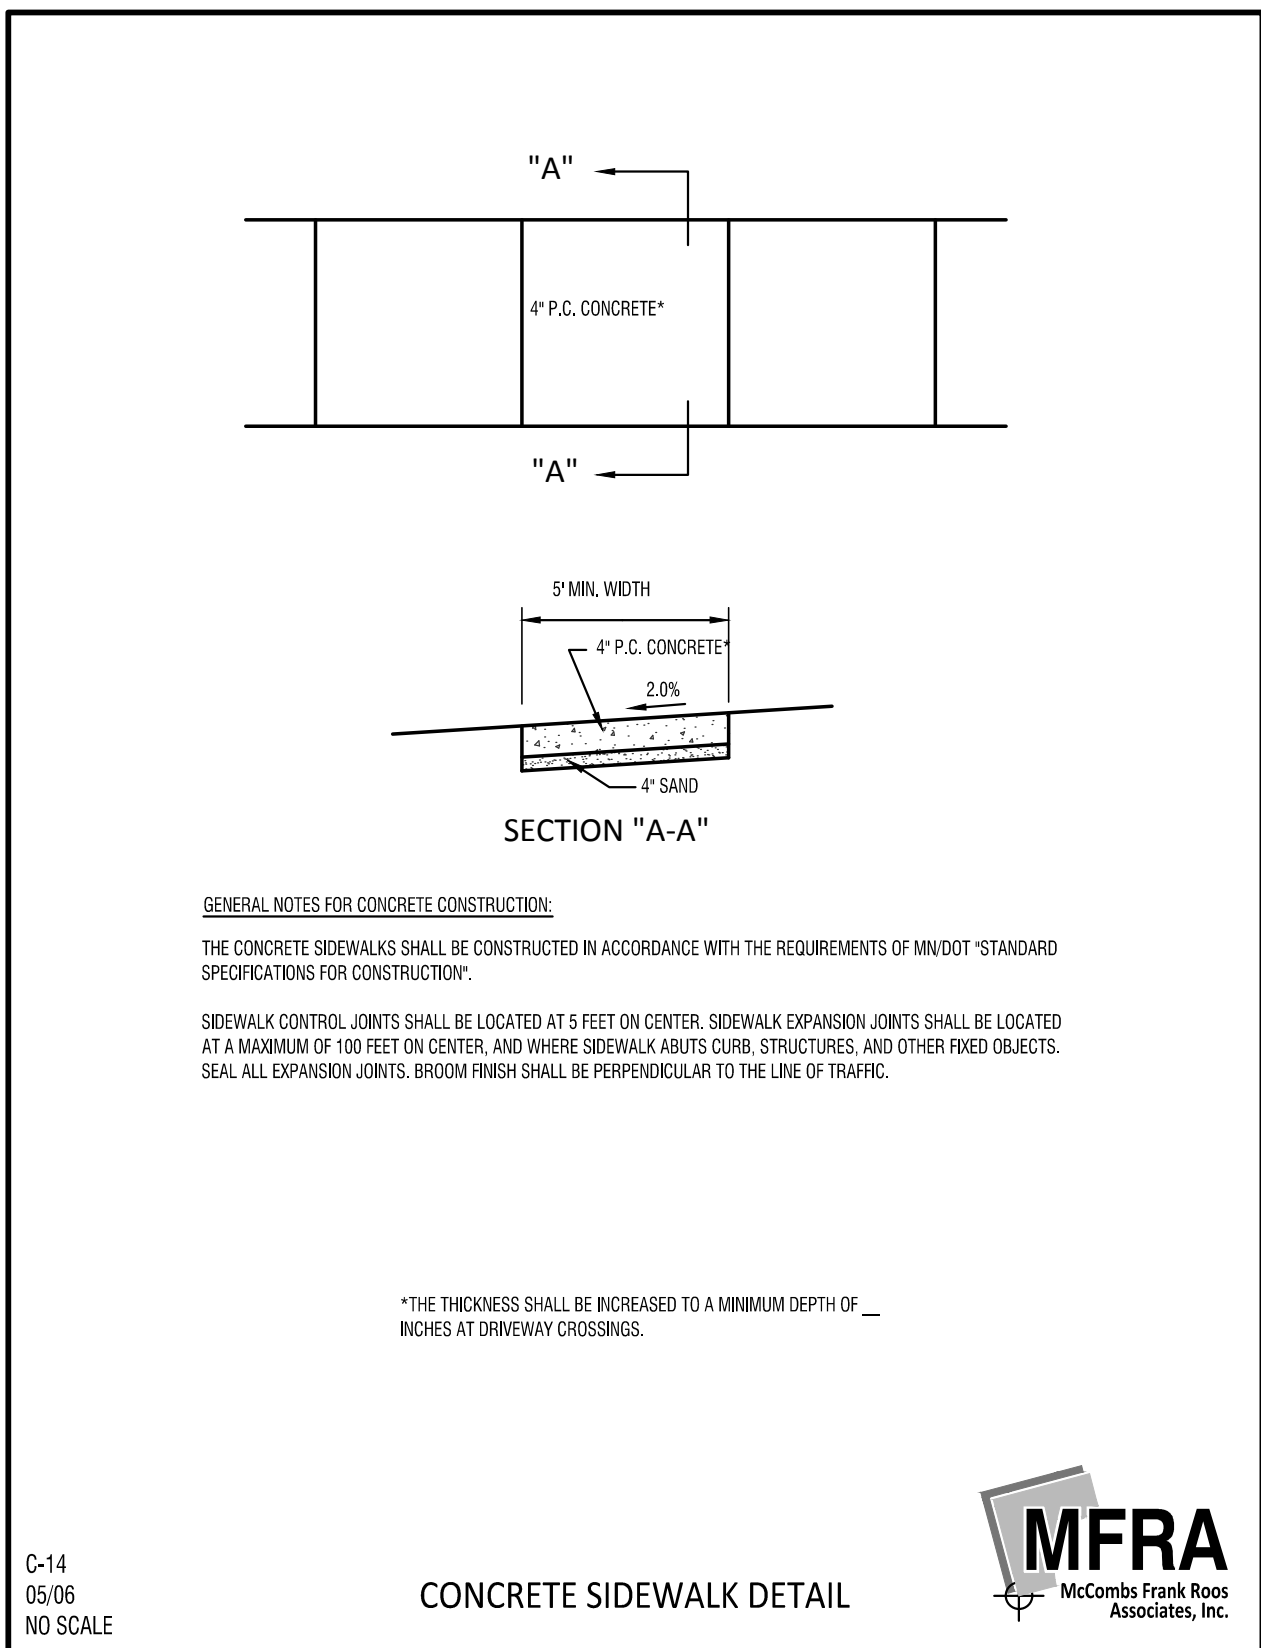 "A"
4" P.C. CONCRETE*
"A"
5' MIN. WIDTH
4" P.C. CONCRETE*
2.0%
4" SAND
SECTION "A-A"
GENERAL NOTES FOR CONCRETE CONSTRUCTION:
THE CONCRETE SIDEWALKS SHALL BE CONSTRUCTED IN ACCORDANCE WITH THE REQUIREMENTS OF MN/DOT "STANDARD
SPECIFICATIONS FOR CONSTRUCTION".
SIDEWALK CONTROL JOINTS SHALL BE LOCATED AT 5 FEET ON CENTER. SIDEWALK EXPANSION JOINTS SHALL BE LOCATED
AT A MAXIMUM OF 100 FEET ON CENTER, AND WHERE SIDEWALK ABUTS CURB, STRUCTURES, AND OTHER FIXED OBJECTS.
SEAL ALL EXPANSION JOINTS. BROOM FINISH SHALL BE PERPENDICULAR TO THE LINE OF TRAFFIC.
*THE THICKNESS SHALL BE INCREASED TO A MINIMUM DEPTH OF __
INCHES AT DRIVEWAY CROSSINGS.
C-14
05/06
NO SCALE
CONCRETE SIDEWALK DETAIL
MFRA
McCombs Frank Roos
Associates, Inc.